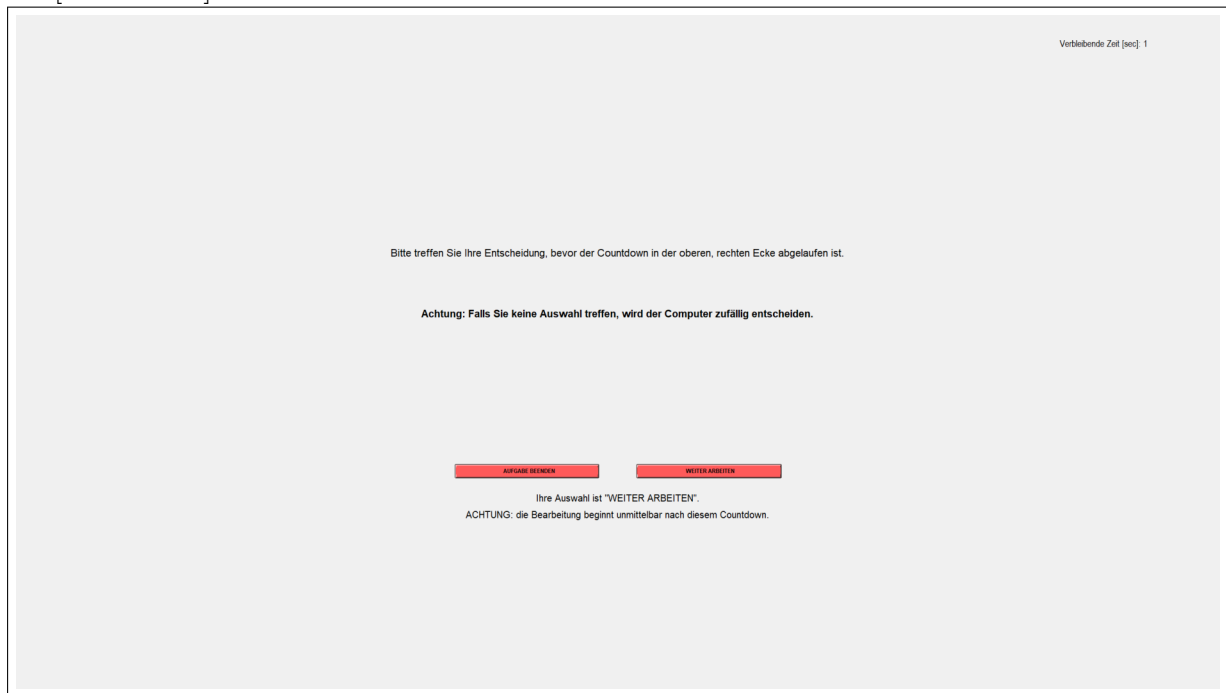 Verbleibende Zeit [sec]: 1
Bitte treffen Sie Ihre Entscheidung, bevor der Countdown in der oberen, rechten Ecke abgelaufen ist.
Achtung: Falls Sie keine Auswahl treffen, wird der Computer zufällig entscheiden.
AUFGABE BEENDEN WEITER ARBEITEN
Ihre Auswahl ist "WEITER ARBEITEN".
ACHTUNG: die Bearbeitung beginnt unmittelbar nach diesem Countdown.